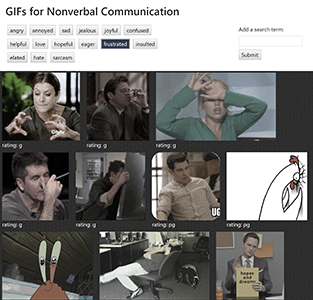 GIFs for Nonverbal Communication
angry annoyed sad jealous joyful confused
helpful love hopeful eager frustrated insulted
elated hate sarcasm
Add a search term:
Submit
rating: g rating: g rating: g
UG
rating: g rating: g rating: pg rating: pg
hopes
and
dreams